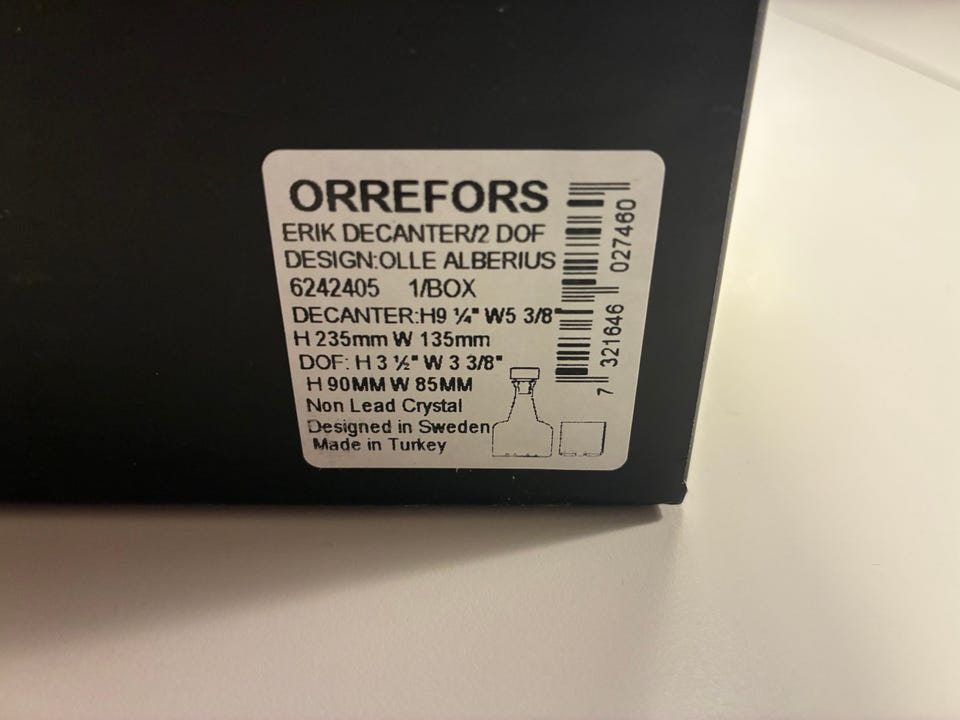 ORREFORS
ERIK DECANTER/2 DOF
DESIGN:OLLE ALBERIUS
6242405 1/BOX
DECANTER:H9 ¼" W5 3/8"
H 235mm W 135mm
DOF: H 3 ½" W 3 3/8"
H 90MM W 85MM
Non Lead Crystal
Designed in Sweden
Made in Turkey
7 321646 027460